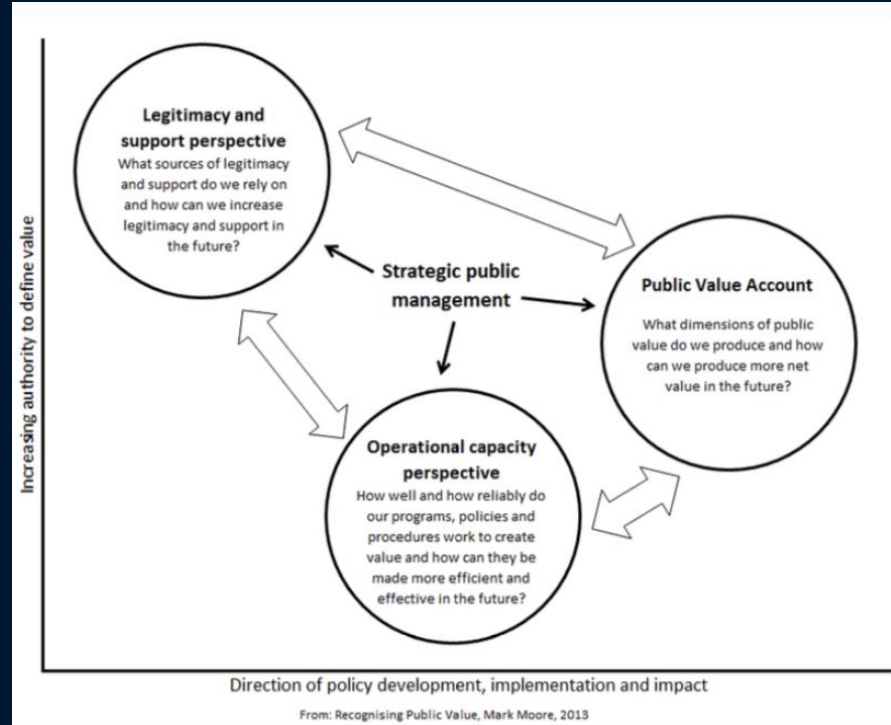 Increasing authority to define value
Legitimacy and
support perspective
What sources of legitimacy
and support do we rely on
and how can we increase
legitimacy and support in
the future?
Strategic public
management
Public Value Account
What dimensions of public
value do we produce and how
can we produce more net
value in the future?
Operational capacity
perspective
How well and how reliably do
our programs, policies and
procedures work to create
value and how can they be
made more efficient and
effective in the future?
Direction of policy development, implementation and impact
From: Recognising Public Value, Mark Moore, 2013